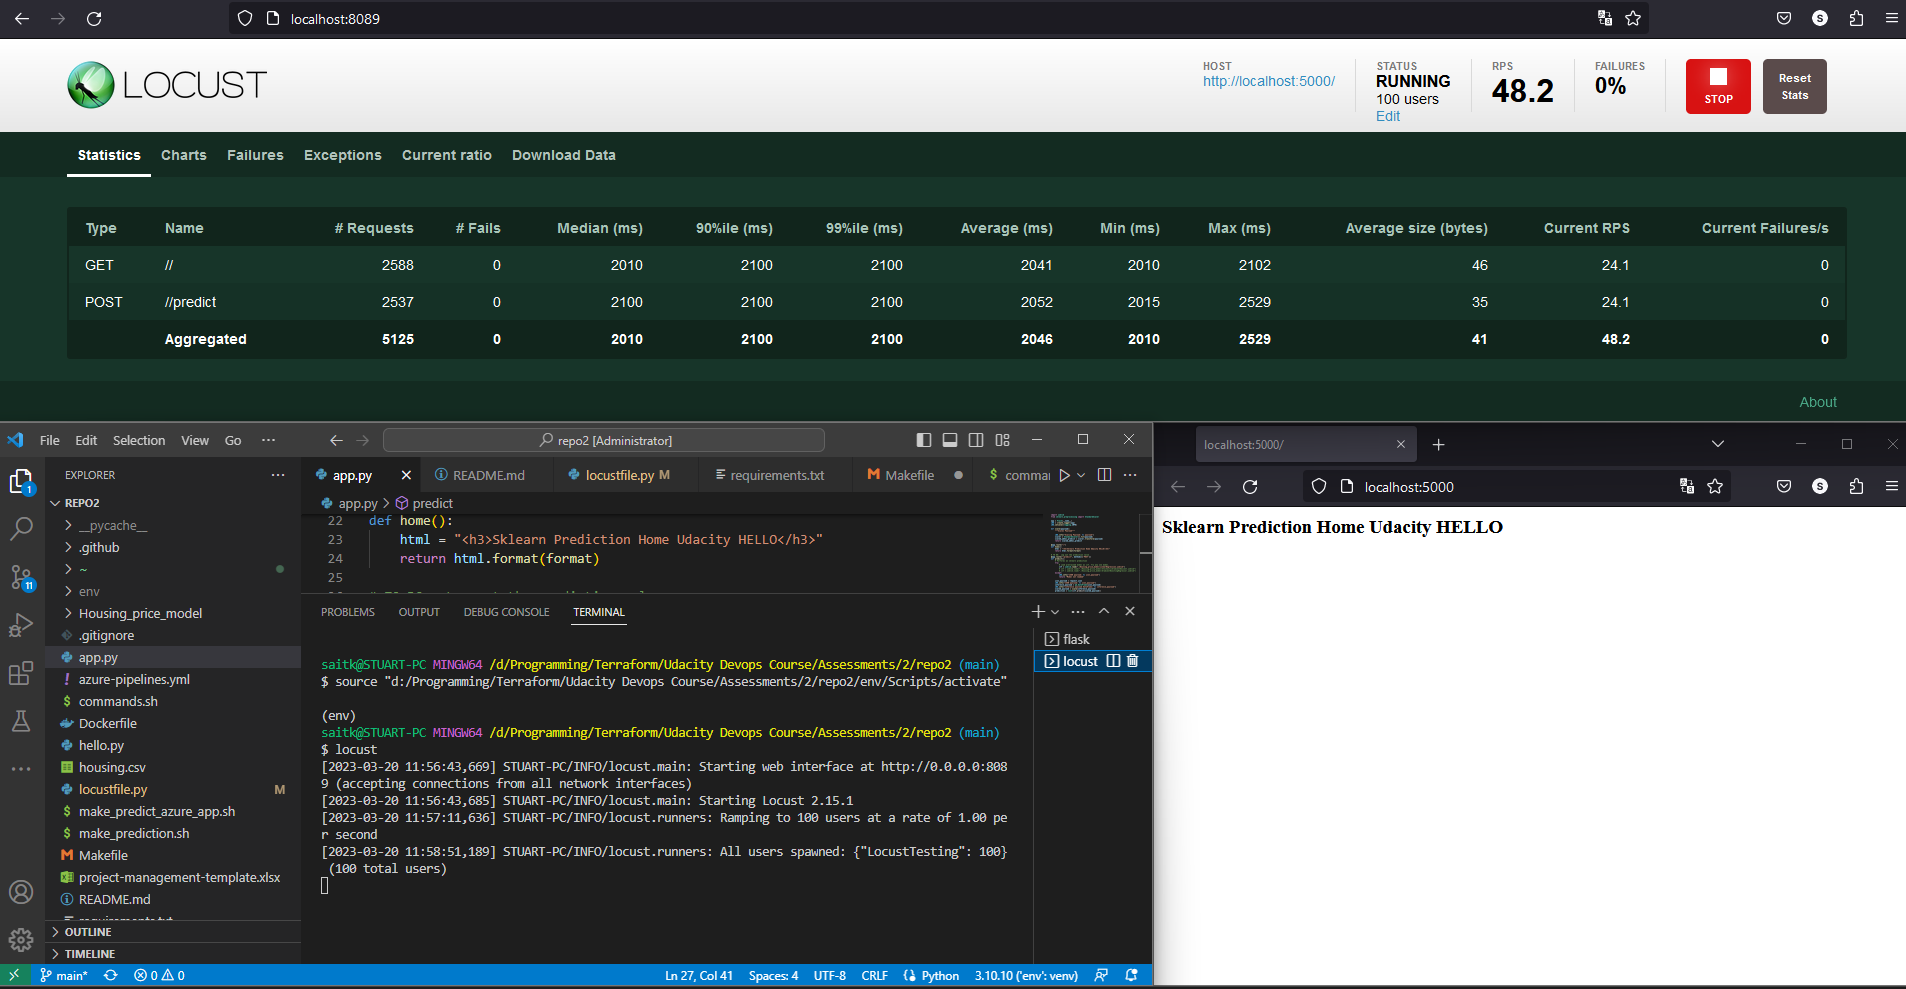 localhost:8089
LOCUST
HOST
http://localhost:5000/
STATUS
RUNNING
100 users
Edit
RPS
48.2
FAILURES
0%
STOP
Reset
Stats
Statistics Charts Failures Exceptions Current ratio Download Data
Type Name # Requests # Fails Median (ms) 90%ile (ms) 99%ile (ms) Average (ms) Min (ms) Max (ms) Average size (bytes) Current RPS Current Failures/s
GET // 2588 0 2010 2100 2100 2041 2010 2102 46 24.1 0
POST //predict 2537 0 2100 2100 2100 2052 2015 2529 35 24.1 0
Aggregated 5125 0 2010 2100 2100 2046 2010 2529 41 48.2 0
About
File Edit Selection View Go ···
repo2 [Administrator]
EXPLORER
REPO2
__pycache__
.github
~
env
Housing_price_model
.gitignore
app.py
azure-pipelines.yml
commands.sh
Dockerfile
hello.py
housing.csv
locustfile.py M
make_predict_azure_app.sh
make_prediction.sh
Makefile
project-management-template.xlsx
README.md
requirements.txt
OUTLINE
TIMELINE
1
11
app.py README.md locustfile.py M requirements.txt Makefile comma
app.py > predict
22 def home():
23 html = "<h3>Sklearn Prediction Home Udacity HELLO</h3>"
24 return html.format(format)
25
PROBLEMS OUTPUT DEBUG CONSOLE TERMINAL
flask
locust
saitk@STUART-PC MINGW64 /d/Programming/Terraform/Udacity Devops Course/Assessments/2/repo2 (main)
$ source "d:/Programming/Terraform/Udacity Devops Course/Assessments/2/repo2/env/Scripts/activate"
(env)
saitk@STUART-PC MINGW64 /d/Programming/Terraform/Udacity Devops Course/Assessments/2/repo2 (main)
$ locust
[2023-03-20 11:56:43,669] STUART-PC/INFO/locust.main: Starting web interface at http://0.0.0.0:808
9 (accepting connections from all network interfaces)
[2023-03-20 11:56:43,685] STUART-PC/INFO/locust.main: Starting Locust 2.15.1
[2023-03-20 11:57:11,636] STUART-PC/INFO/locust.runners: Ramping to 100 users at a rate of 1.00 pe
r second
[2023-03-20 11:58:51,189] STUART-PC/INFO/locust.runners: All users spawned: {"LocustTesting": 100}
(100 total users)
main* 0 0 Ln 27, Col 41 Spaces: 4 UTF-8 CRLF Python 3.10.10 ('env': venv)
localhost:5000/
localhost:5000
Sklearn Prediction Home Udacity HELLO